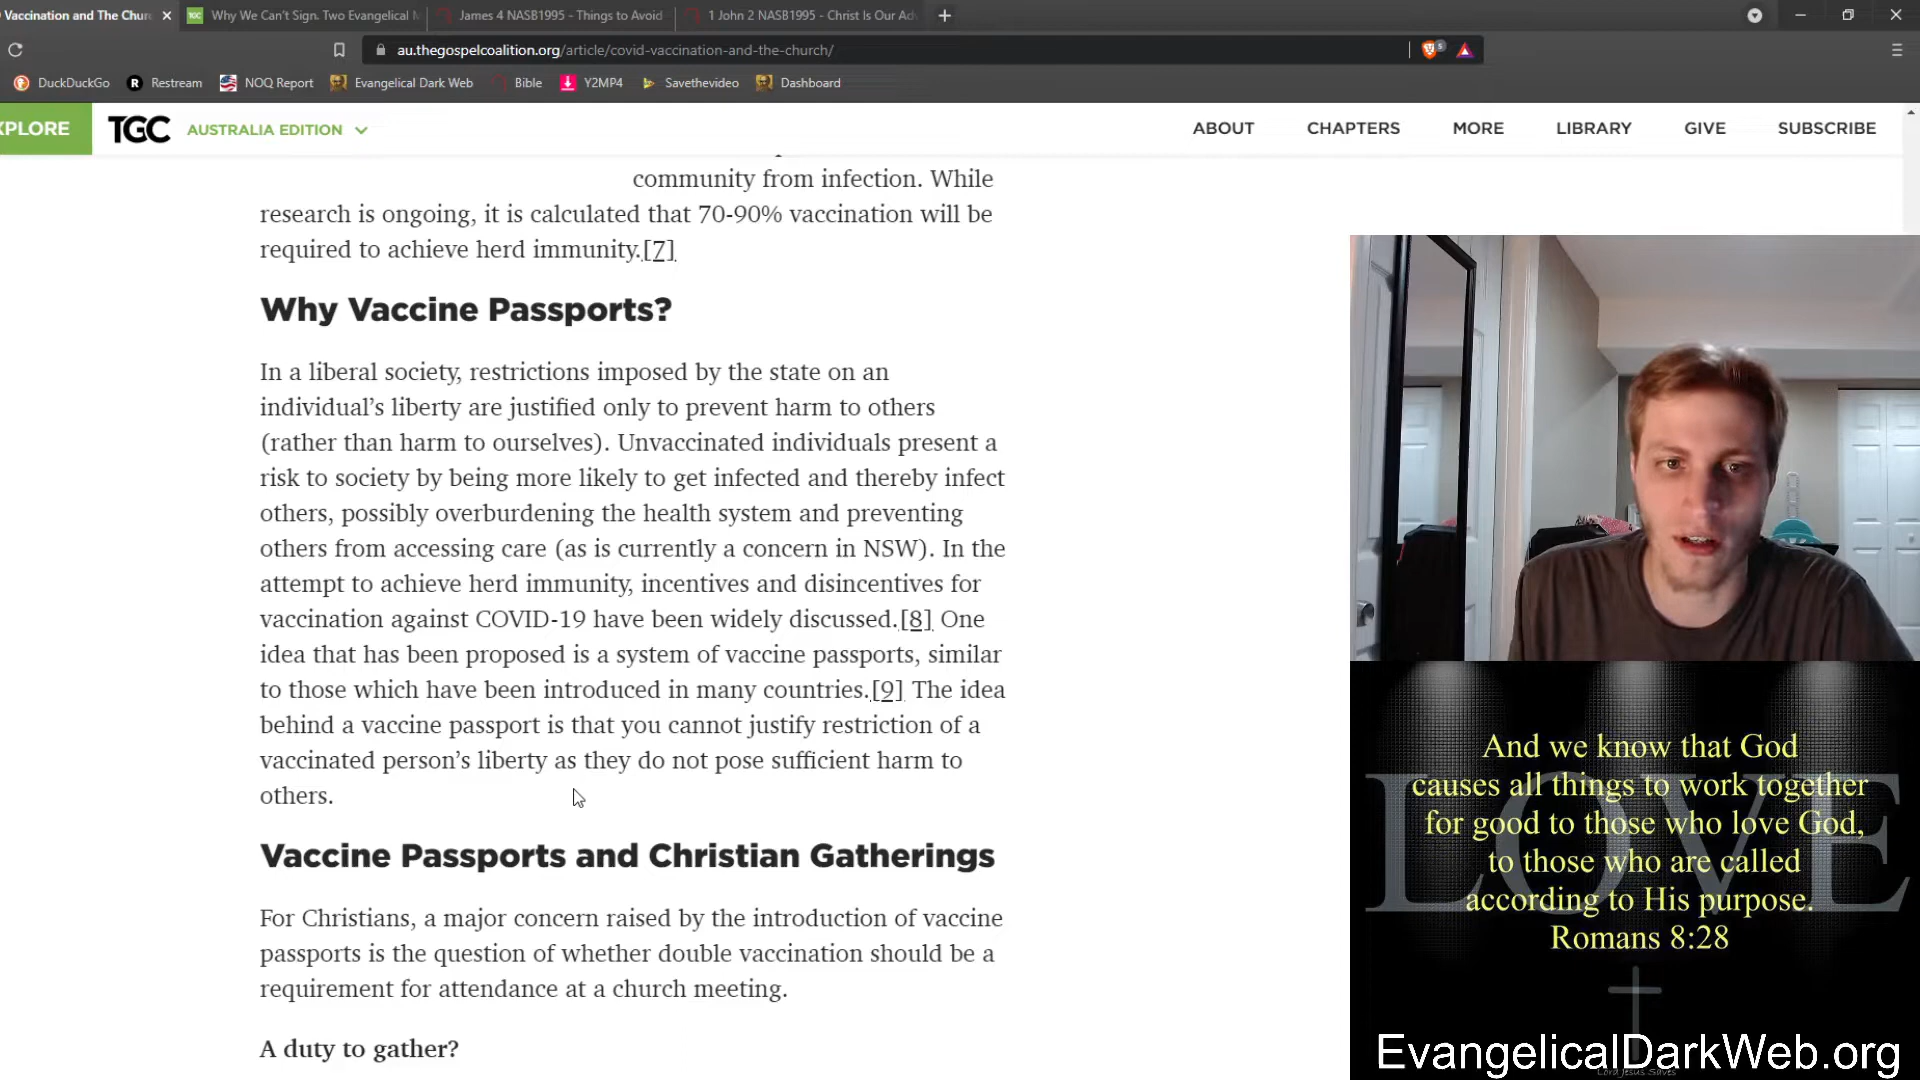 Vaccination and The Churc
TGC
Why We Can't Sign. Two Evangelical M
James 4 NASB1995 - Things to Avoid
1 John 2 NASB1995 - Christ Is Our Adv
au.thegospelcoalition.org/article/covid-vaccination-and-the-church/
5
DuckDuckGo
R Restream
NOQ Report
Evangelical Dark Web
Bible
Y2MP4
Savethevideo
Dashboard
XPLORE
TGC
AUSTRALIA EDITION
ABOUT
CHAPTERS
MORE
LIBRARY
GIVE
SUBSCRIBE
community from infection. While
research is ongoing, it is calculated that 70-90% vaccination will be
required to achieve herd immunity.[7]
Why Vaccine Passports?
In a liberal society, restrictions imposed by the state on an
individual's liberty are justified only to prevent harm to others
(rather than harm to ourselves). Unvaccinated individuals present a
risk to society by being more likely to get infected and thereby infect
others, possibly overburdening the health system and preventing
others from accessing care (as is currently a concern in NSW). In the
attempt to achieve herd immunity, incentives and disincentives for
vaccination against COVID-19 have been widely discussed.[8] One
idea that has been proposed is a system of vaccine passports, similar
to those which have been introduced in many countries.[9] The idea
behind a vaccine passport is that you cannot justify restriction of a
vaccinated person's liberty as they do not pose sufficient harm to
others.
Vaccine Passports and Christian Gatherings
For Christians, a major concern raised by the introduction of vaccine
passports is the question of whether double vaccination should be a
requirement for attendance at a church meeting.
A duty to gather?
LOVE
And we know that God
causes all things to work together
for good to those who love God,
to those who are called
according to His purpose.
Romans 8:28
EvangelicalDarkWeb.org
Lord Jesus Saves